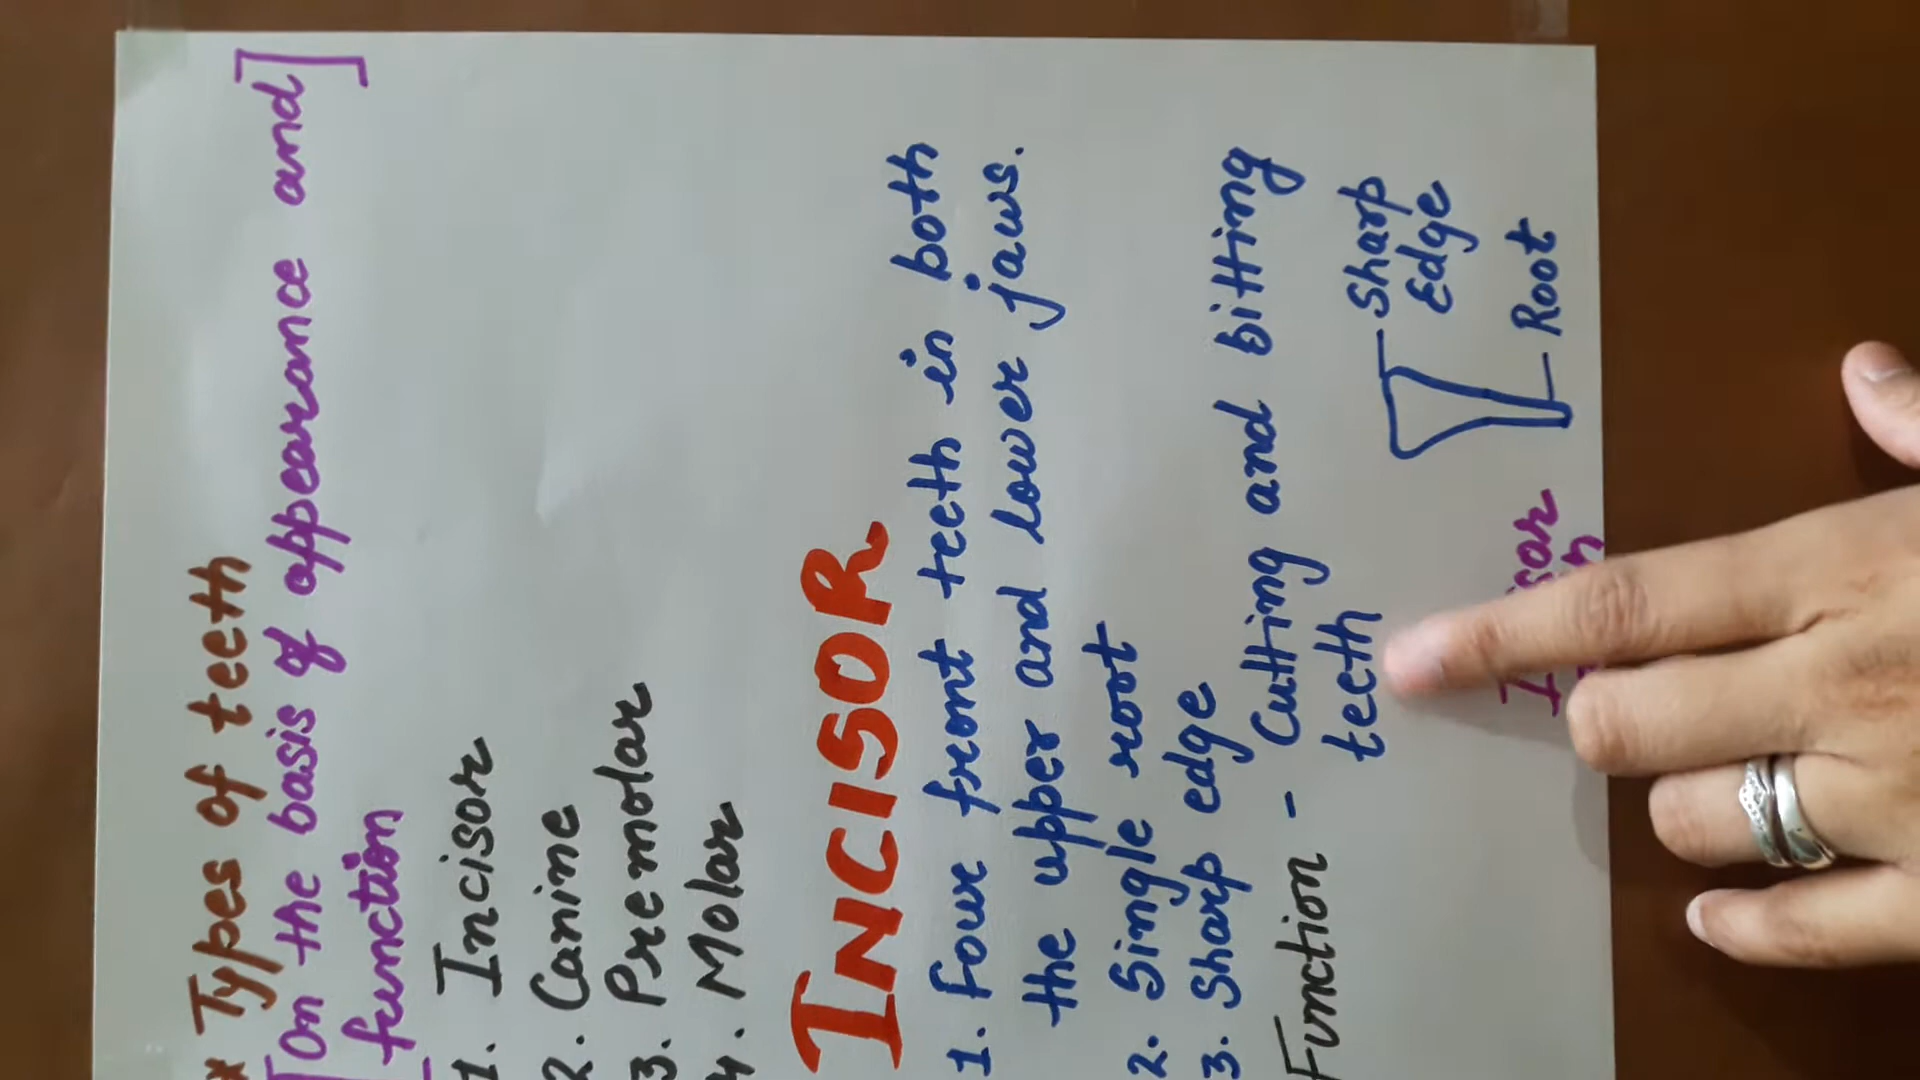 * Types of teeth
[On the basis of appearance and]
[function
1. Incisor
2. Canine
3. Premolar
4. Molar
INCISOR
1. Four front teeth in both
the upper and lower jaws.
2. Single root
3. Sharp edge
Function - Cutting and bitting
teeth
Sharp
Edge
Root